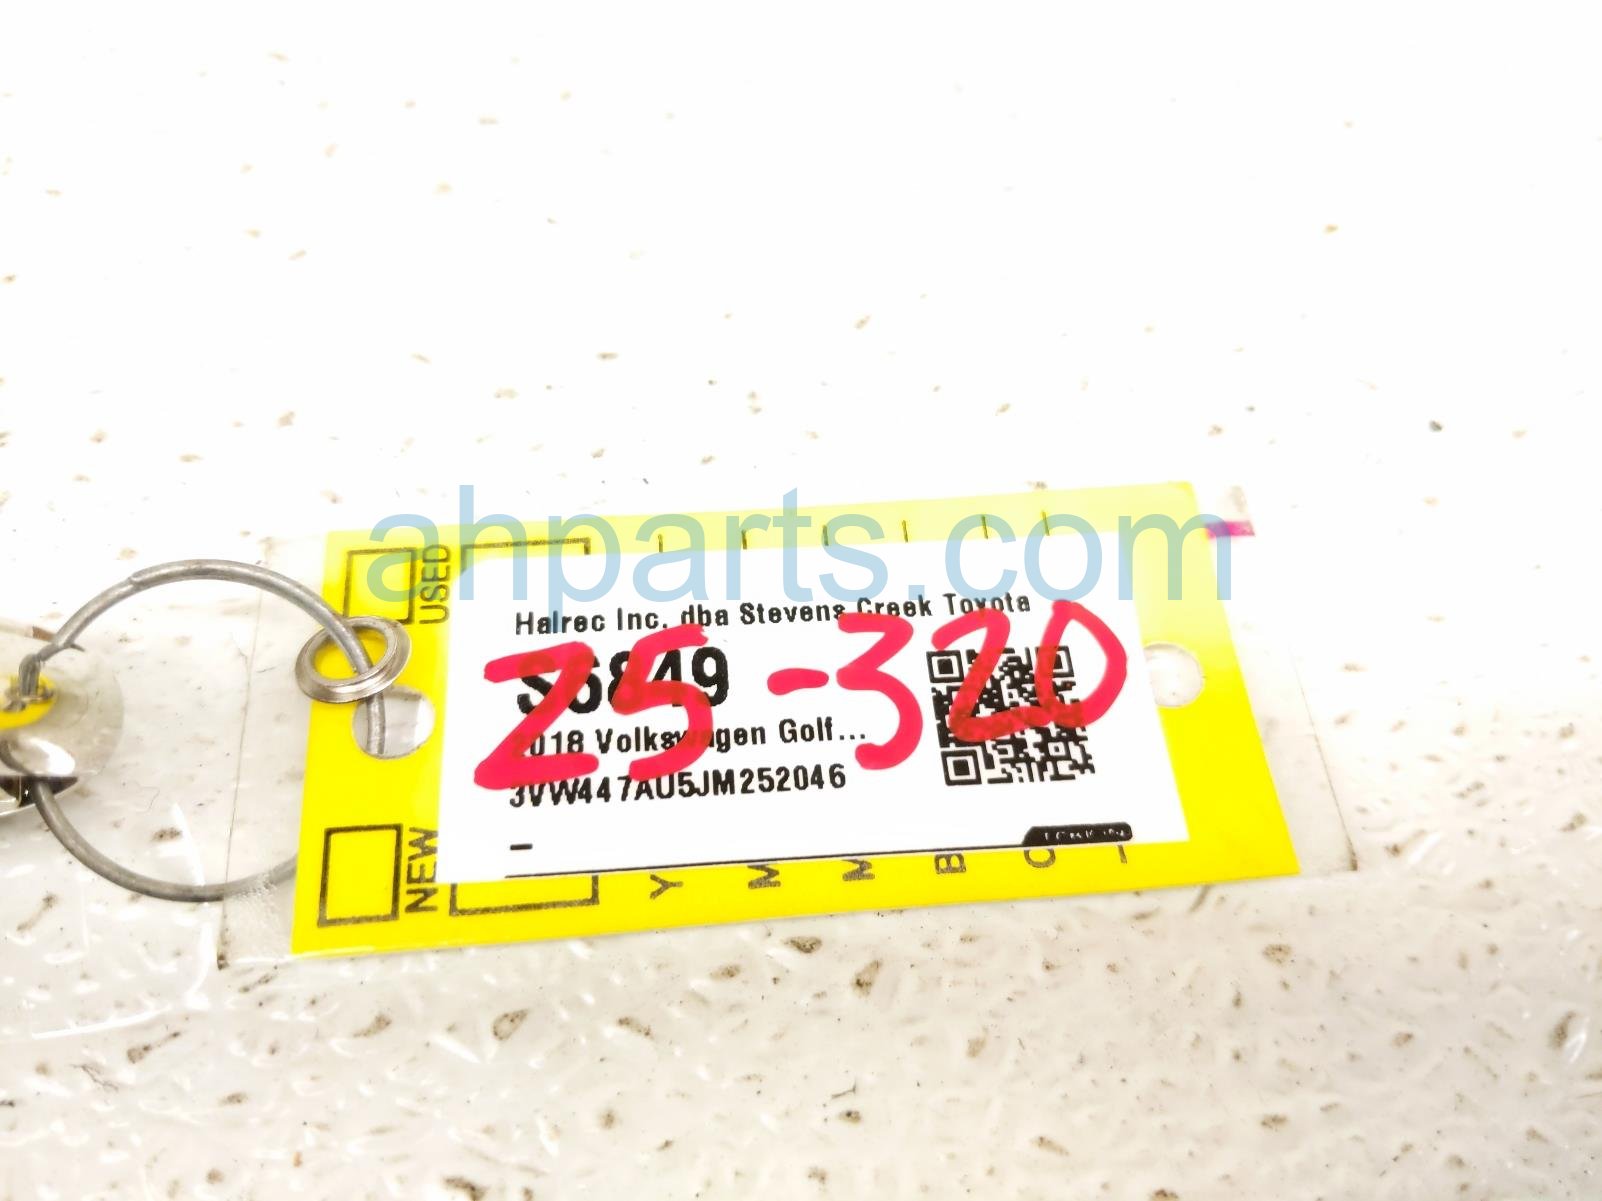 ahparts.com
USED
Halrec Inc. dba Stevens Creek Toyota
S6849
Z5-320
2018 Volkswagen Golf...
3VW447AU5JM252046
–
NEW
Y M M B C